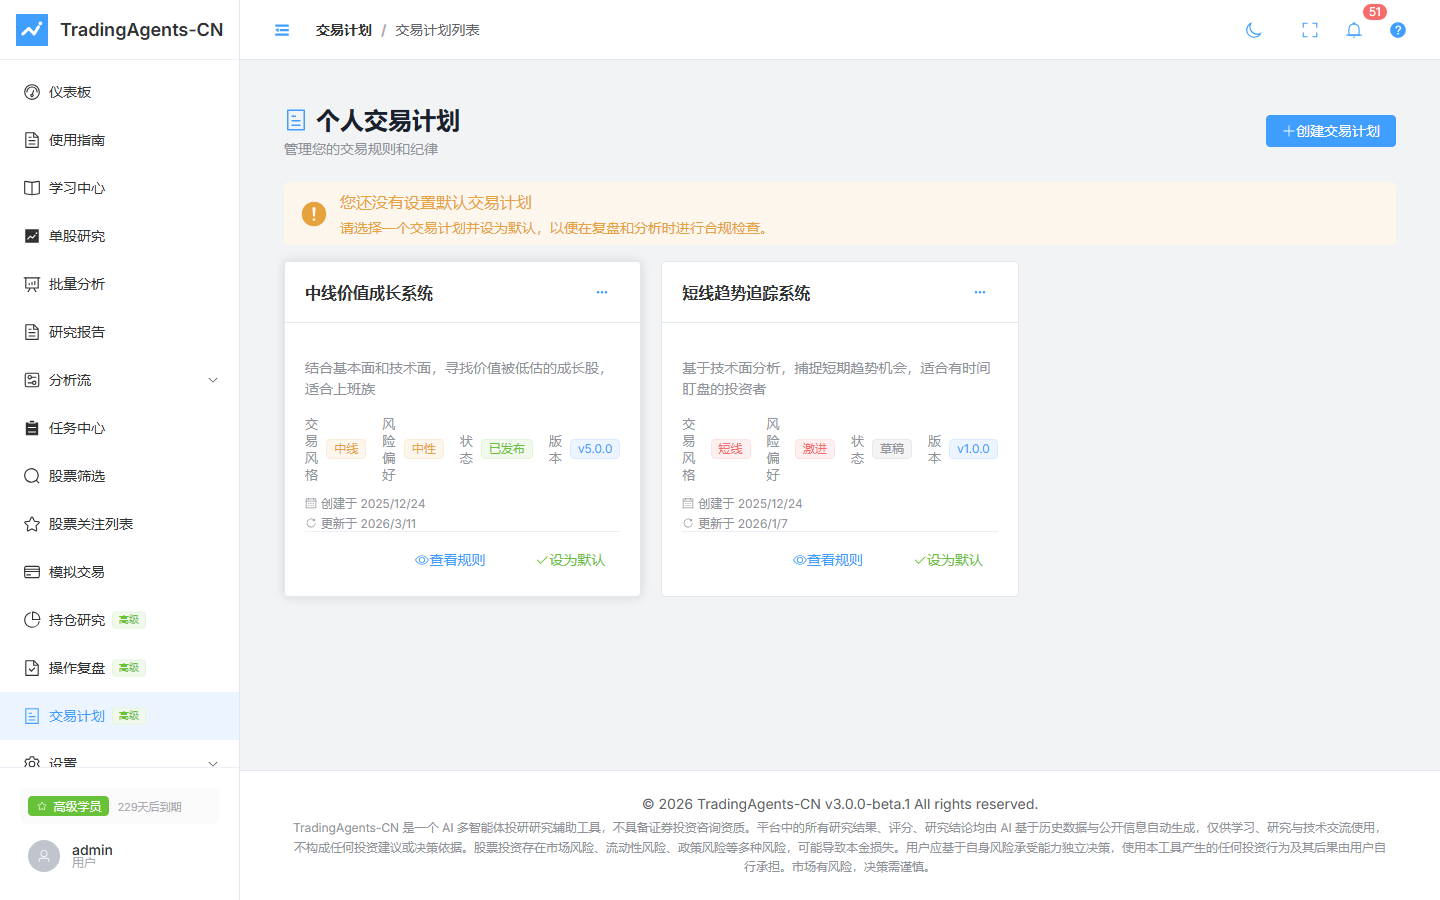 TradingAgents-CN
交易计划 / 交易计划列表
51
仪表板
使用指南
学习中心
单股研究
批量分析
研究报告
分析流
任务中心
股票筛选
股票关注列表
模拟交易
持仓研究 高级
操作复盘 高级
交易计划 高级
设置
高级学员 229天后到期
admin
用户
个人交易计划
管理您的交易规则和纪律
创建交易计划
您还没有设置默认交易计划
请选择一个交易计划并设为默认，以便在复盘和分析时进行合规检查。
中线价值成长系统
结合基本面和技术面，寻找价值被低估的成长股，
适合上班族
交易风格 中线 风险偏好 中性 状态 已发布 版本 v5.0.0
创建于 2025/12/24
更新于 2026/3/11
查看规则 设为默认
短线趋势追踪系统
基于技术面分析，捕捉短期趋势机会，适合有时间
盯盘的投资者
交易风格 短线 风险偏好 激进 状态 草稿 版本 v1.0.0
创建于 2025/12/24
更新于 2026/1/7
查看规则 设为默认
© 2026 TradingAgents-CN v3.0.0-beta.1 All rights reserved.
TradingAgents-CN 是一个 AI 多智能体投研研究辅助工具，不具备证券投资咨询资质。平台中的所有研究结果、评分、研究结论均由 AI 基于历史数据与公开信息自动生成，仅供学习、研究与技术交流使用，
不构成任何投资建议或决策依据。股票投资存在市场风险、流动性风险、政策风险等多种风险，可能导致本金损失。用户应基于自身风险承受能力独立决策，使用本工具产生的任何投资行为及其后果由用户自
行承担。市场有风险，决策需谨慎。